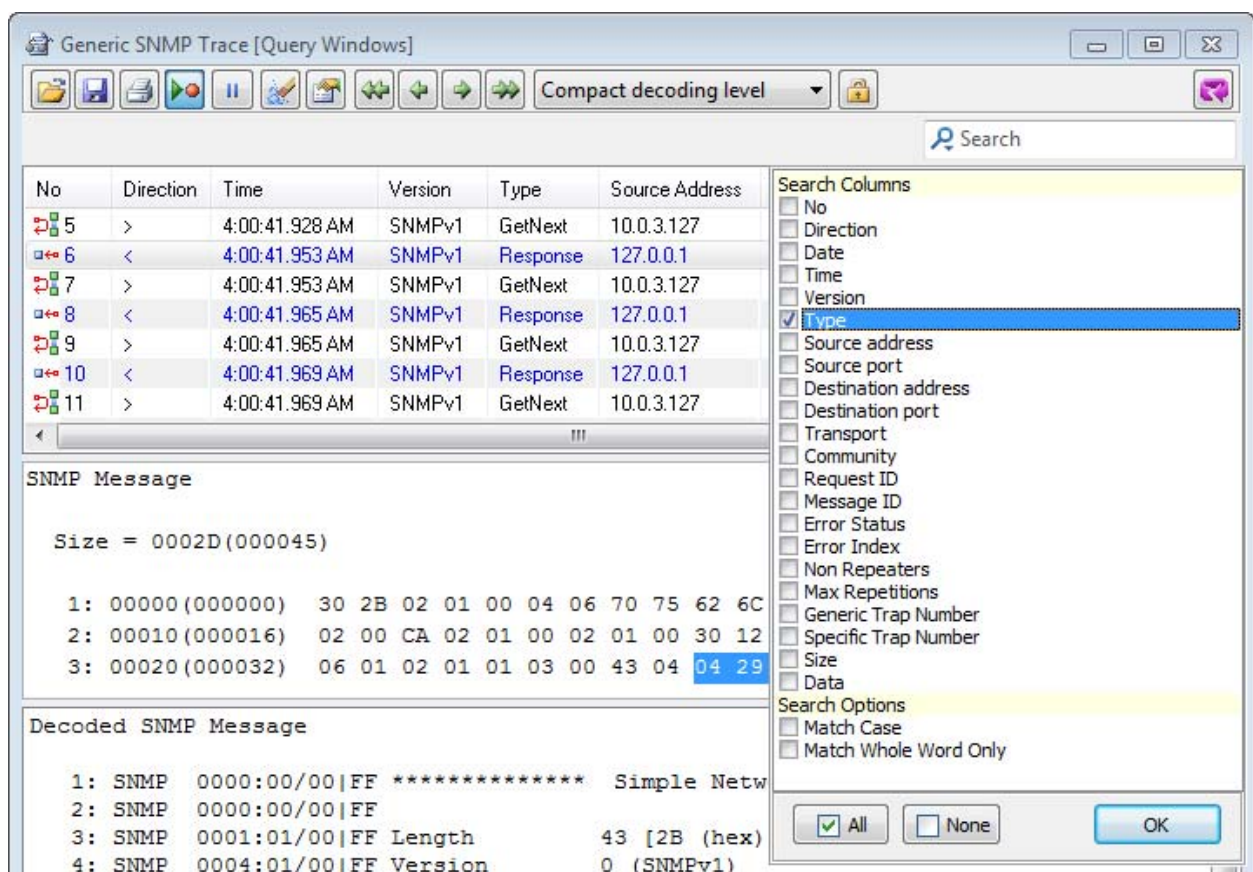 Generic SNMP Trace [Query Windows]
Compact decoding level
Search
No Direction Time Version Type Source Address
5 > 4:00:41.928 AM SNMPv1 GetNext 10.0.3.127
6 < 4:00:41.953 AM SNMPv1 Response 127.0.0.1
7 > 4:00:41.953 AM SNMPv1 GetNext 10.0.3.127
8 < 4:00:41.965 AM SNMPv1 Response 127.0.0.1
9 > 4:00:41.965 AM SNMPv1 GetNext 10.0.3.127
10 < 4:00:41.969 AM SNMPv1 Response 127.0.0.1
11 > 4:00:41.969 AM SNMPv1 GetNext 10.0.3.127
SNMP Message
Size = 0002D(000045)
1: 00000(000000) 30 2B 02 01 00 04 06 70 75 62 6C
2: 00010(000016) 02 00 CA 02 01 00 02 01 00 30 12
3: 00020(000032) 06 01 02 01 01 03 00 43 04 04 29
Decoded SNMP Message
1: SNMP 0000:00/00|FF ************** Simple Netw
2: SNMP 0000:00/00|FF
3: SNMP 0001:01/00|FF Length 43 [2B (hex)
4: SNMP 0004:01/00|FF Version 0 (SNMPv1)
Search Columns
No
Direction
Date
Time
Version
Type
Source address
Source port
Destination address
Destination port
Transport
Community
Request ID
Message ID
Error Status
Error Index
Non Repeaters
Max Repetitions
Generic Trap Number
Specific Trap Number
Size
Data
Search Options
Match Case
Match Whole Word Only
All None OK